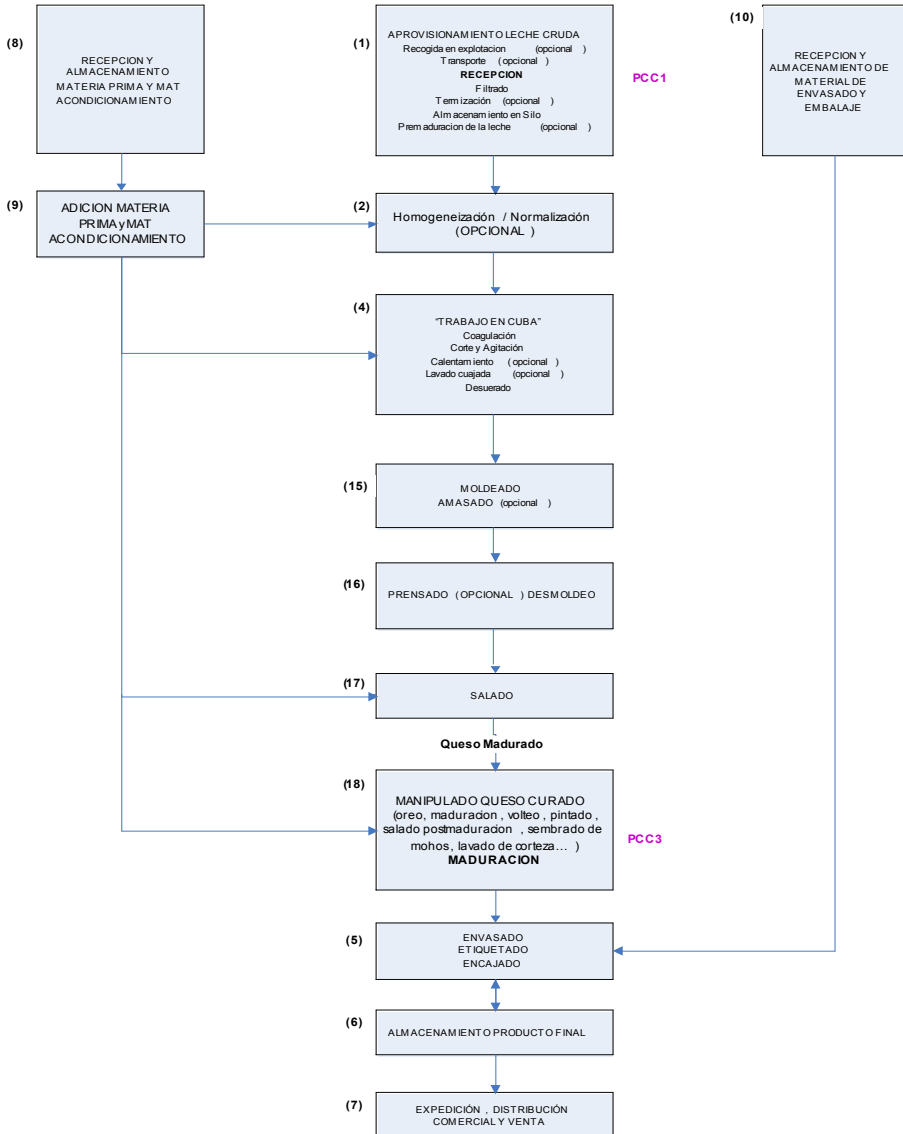 (8)
RECEPCION Y
ALMACENAMIENTO
MATERIA PRIMA Y MAT
ACONDICIONAMIENTO
(1)
APROVISIONAMIENTO LECHE CRUDA
Recogida en explotacion (opcional )
Transporte ( opcional )
RECEPCION
Filtrado
Termización (opcional )
Almacenamiento en Silo
Premaduracion de la leche (opcional )
PCC1
(10)
RECEPCION Y
ALMACENAMIENTO DE
MATERIAL DE
ENVASADO Y
EMBALAJE
(9)
ADICION MATERIA
PRIMA y MAT
ACONDICIONAMIENTO
(2)
Homogeneización / Normalización
(OPCIONAL )
(4)
"TRABAJO EN CUBA"
Coagulación
Corte y Agitación
Calentamiento ( opcional )
Lavado cuajada (opcional )
Desuerado
(15)
MOLDEADO
AMASADO (opcional )
(16)
PRENSADO (OPCIONAL ) DESMOLDEO
(17)
SALADO
Queso Madurado
(18)
MANIPULADO QUESO CURADO
(oreo, maduracion , volteo , pintado ,
salado postmaduracion , sembrado de
mohos, lavado de corteza... )
MADURACION
PCC3
(5)
ENVASADO
ETIQUETADO
ENCAJADO
(6)
ALMACENAMIENTO PRODUCTO FINAL
(7)
EXPEDICIÓN , DISTRIBUCIÓN
COMERCIAL Y VENTA